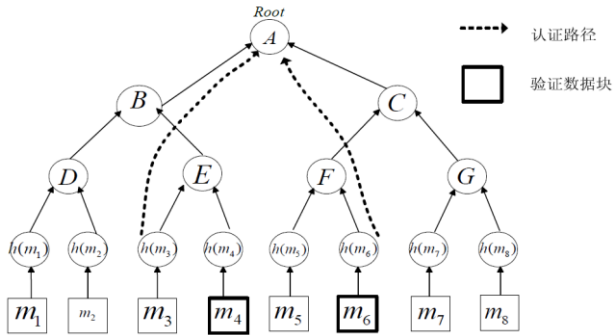 Root
A
认证路径
B
C
验证数据块
D
E
F
G
h(m₁)
h(m₂)
h(m₃)
h(m₄)
h(m₅)
h(m₆)
h(m₇)
h(m₈)
m₁
m₂
m₃
m₄
m₅
m₆
m₇
m₈